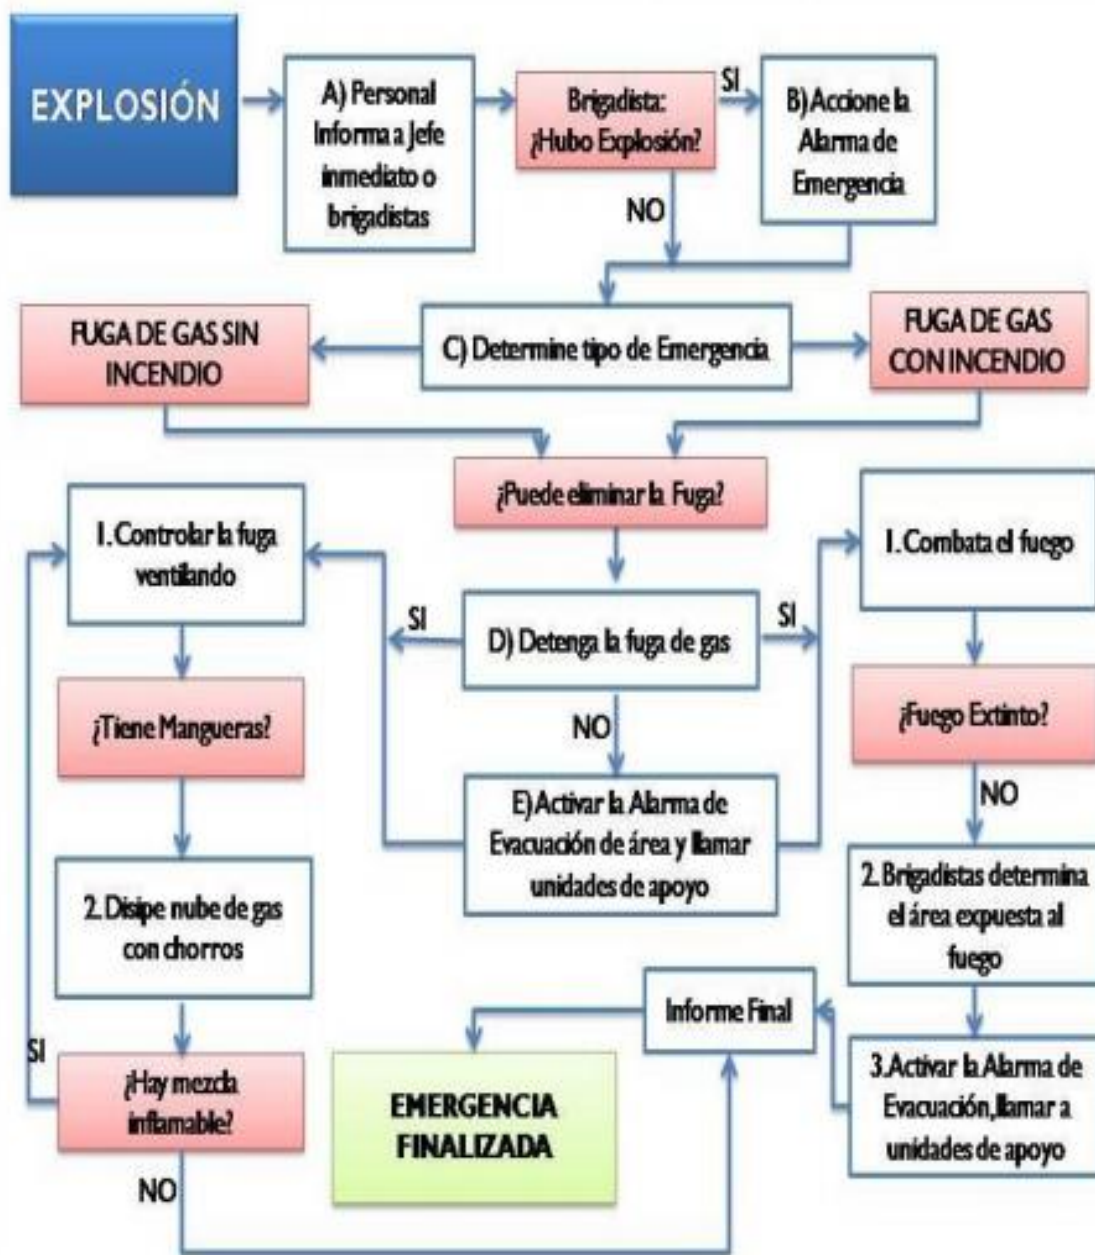 EXPLOSIÓN
A) Personal
Informa a Jefe
inmediato o
brigadistas
Brigadista:
¿Hubo Explosión?
SI
B) Accione la
Alarma de
Emergencia
NO
FUGA DE GAS SIN
INCENDIO
C) Determine tipo de Emergencia
FUGA DE GAS
CON INCENDIO
¿Puede eliminar la Fuga?
1. Controlar la fuga
ventilando
1. Combata el fuego
SI
D) Detenga la fuga de gas
SI
¿Tiene Mangueras?
NO
¿Fuego Extinto?
NO
E) Activar la Alarma de
Evacuación de área y llamar
unidades de apoyo
2. Disipe nube de gas
con chorros
2. Brigadistas determina
el área expuesta al
fuego
Informe Final
SI
¿Hay mezcla
inflamable?
EMERGENCIA
FINALIZADA
3. Activar la Alarma de
Evacuación, llamar a
unidades de apoyo
NO